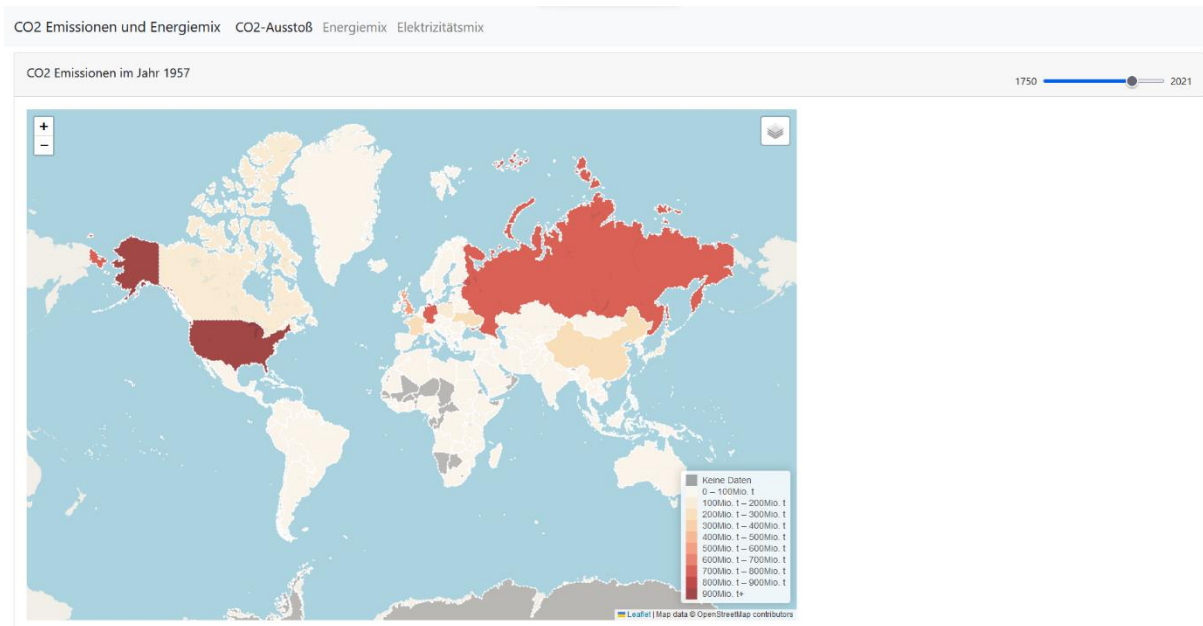 CO2 Emissionen und Energiemix CO2-Ausstoß Energiemix Elektrizitätsmix
CO2 Emissionen im Jahr 1957
1750 2021
+
−
Keine Daten
0 – 100Mio. t
100Mio. t – 200Mio. t
200Mio. t – 300Mio. t
300Mio. t – 400Mio. t
400Mio. t – 500Mio. t
500Mio. t – 600Mio. t
600Mio. t – 700Mio. t
700Mio. t – 800Mio. t
800Mio. t – 900Mio. t
900Mio. t+
Leaflet | Map data © OpenStreetMap contributors